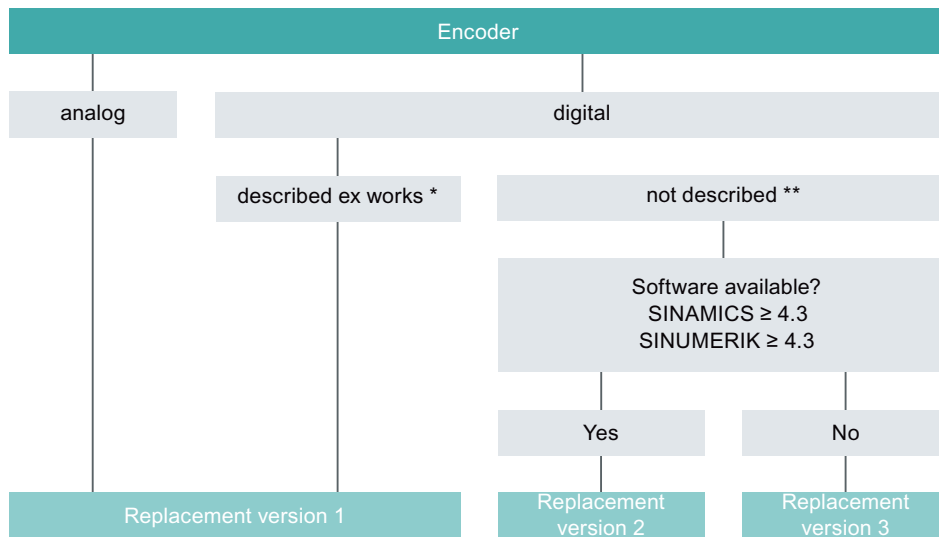 Encoder
analog
digital
described ex works *
not described **
Software available?
SINAMICS ≥ 4.3
SINUMERIK ≥ 4.3
Yes
No
Replacement version 1
Replacement
version 2
Replacement
version 3